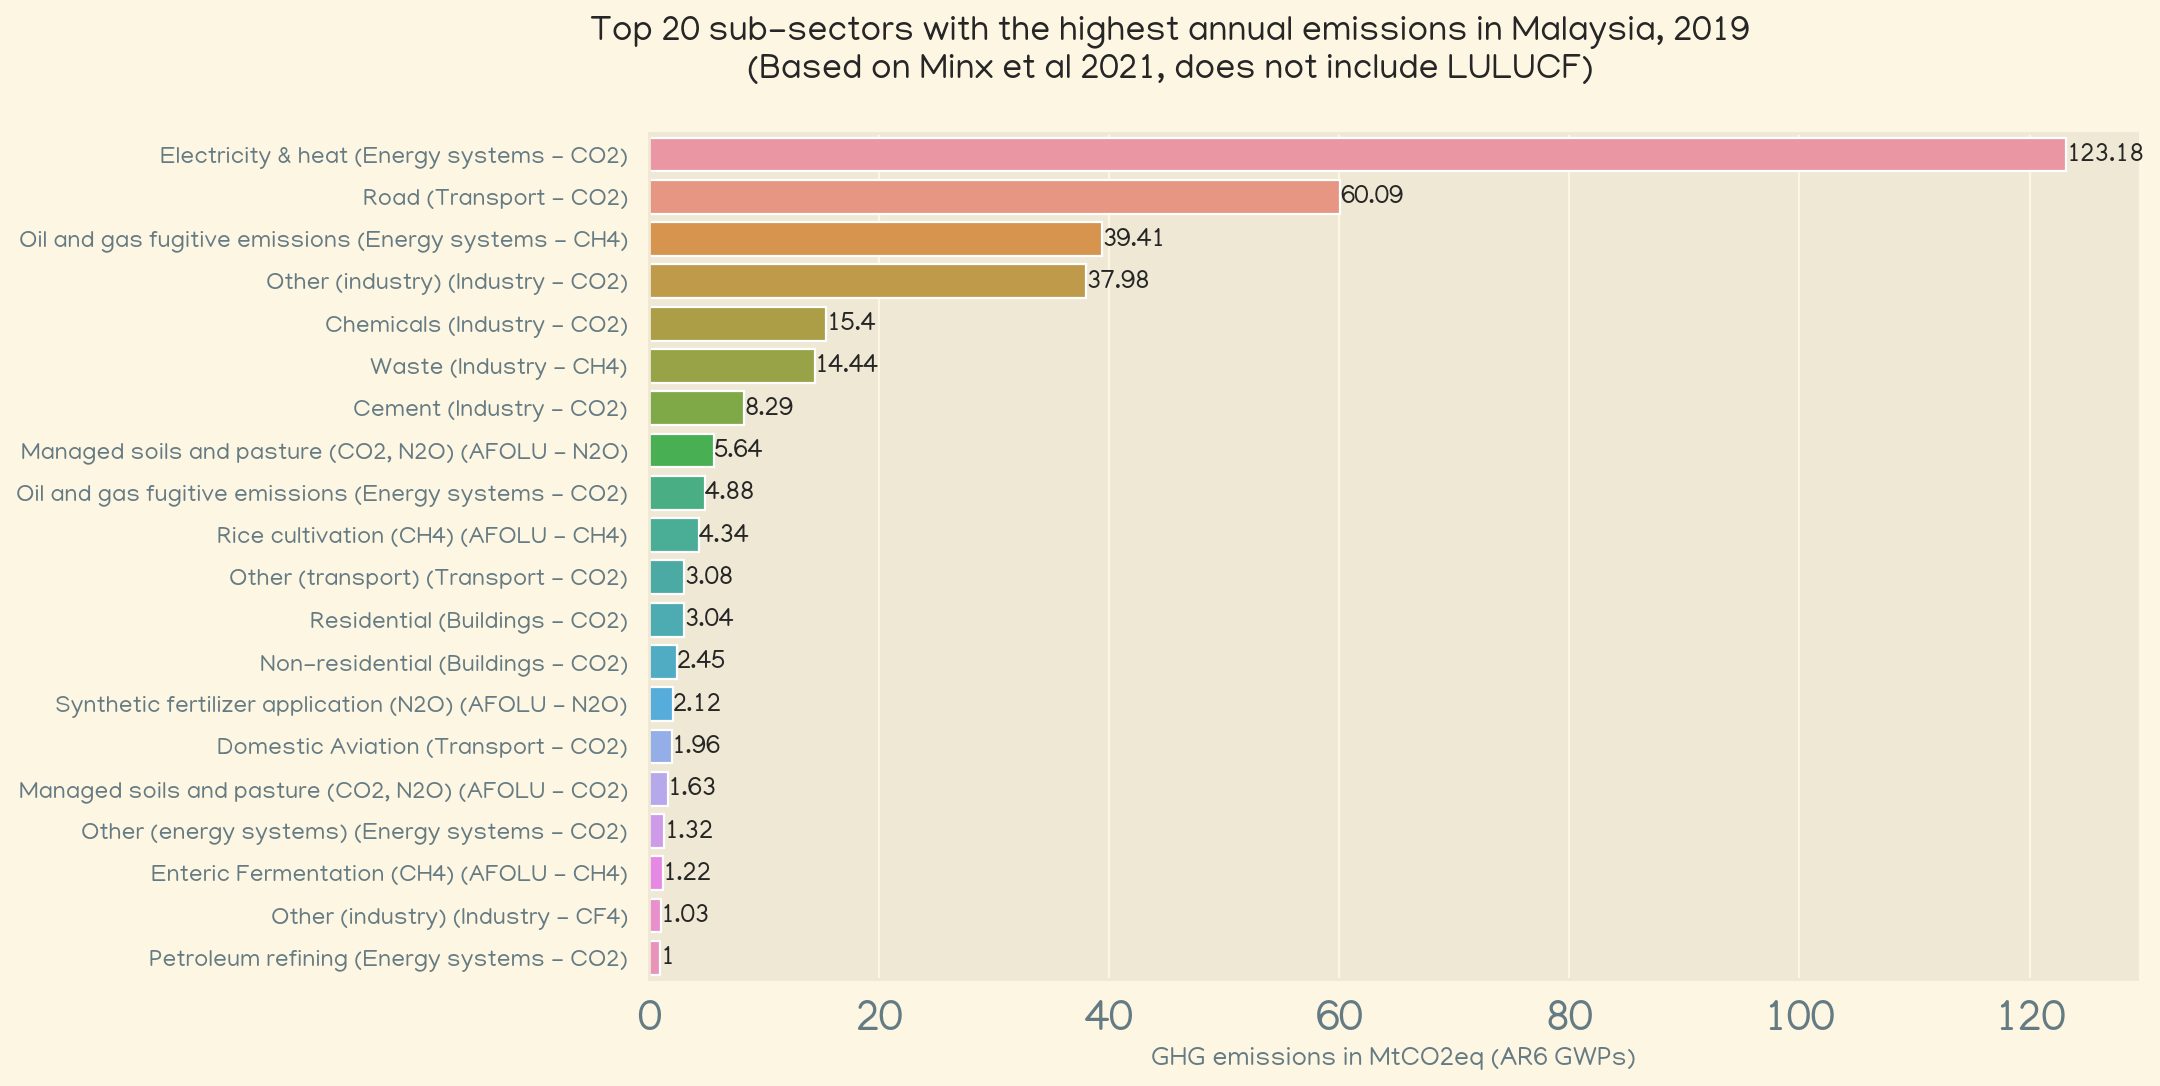 Top 20 sub-sectors with the highest annual emissions in Malaysia, 2019
(Based on Minx et al 2021, does not include LULUCF)
Electricity & heat (Energy systems - CO2) 123.18
Road (Transport - CO2) 60.09
Oil and gas fugitive emissions (Energy systems - CH4) 39.41
Other (industry) (Industry - CO2) 37.98
Chemicals (Industry - CO2) 15.4
Waste (Industry - CH4) 14.44
Cement (Industry - CO2) 8.29
Managed soils and pasture (CO2, N2O) (AFOLU - N2O) 5.64
Oil and gas fugitive emissions (Energy systems - CO2) 4.88
Rice cultivation (CH4) (AFOLU - CH4) 4.34
Other (transport) (Transport - CO2) 3.08
Residential (Buildings - CO2) 3.04
Non-residential (Buildings - CO2) 2.45
Synthetic fertilizer application (N2O) (AFOLU - N2O) 2.12
Domestic Aviation (Transport - CO2) 1.96
Managed soils and pasture (CO2, N2O) (AFOLU - CO2) 1.63
Other (energy systems) (Energy systems - CO2) 1.32
Enteric Fermentation (CH4) (AFOLU - CH4) 1.22
Other (industry) (Industry - CF4) 1.03
Petroleum refining (Energy systems - CO2) 1
0 20 40 60 80 100 120
GHG emissions in MtCO2eq (AR6 GWPs)